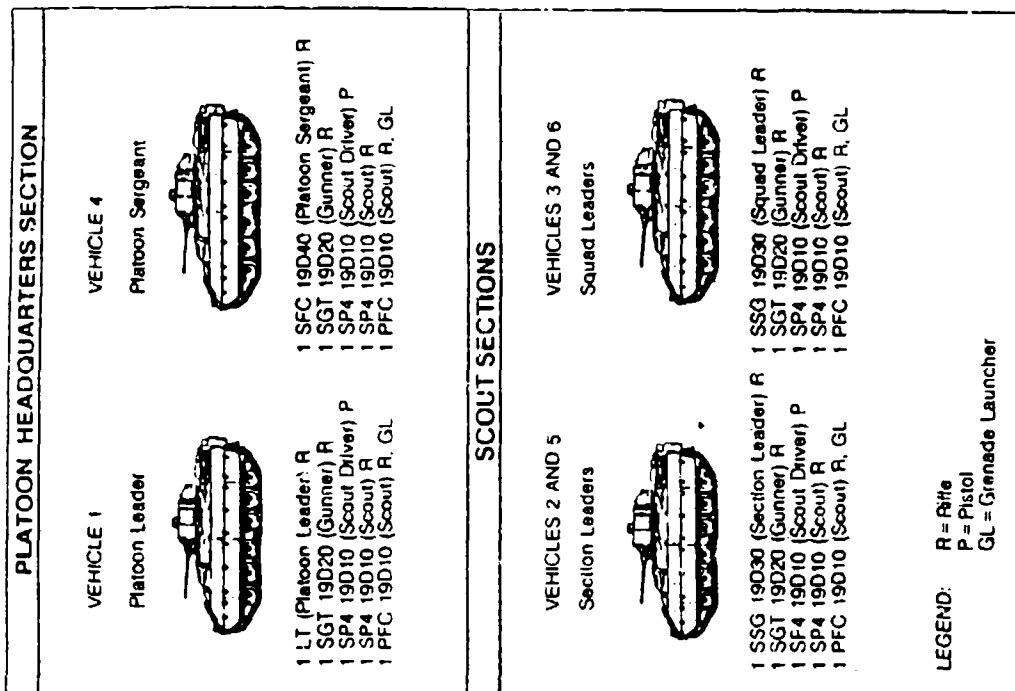 PLATOON HEADQUARTERS SECTION
VEHICLE 1
Platoon Leader
1 LT (Platoon Leader) R
1 SGT 19D20 (Gunner) R
1 SP4 19D10 (Scout Driver) P
1 SP4 19D10 (Scout) R
1 PFC 19D10 (Scout) R, GL
VEHICLE 4
Platoon Sergeant
1 SFC 19D40 (Platoon Sergeant) R
1 SGT 19D20 (Gunner) R
1 SP4 19D10 (Scout Driver) P
1 SP4 19D10 (Scout) R
1 PFC 19D10 (Scout) R, GL
SCOUT SECTIONS
VEHICLES 2 AND 5
Section Leaders
1 SSG 19D30 (Section Leader) R
1 SGT 19D20 (Gunner) R
1 SF4 19D10 (Scout Driver) P
1 SP4 19D10 (Scout) R
1 PFC 19D10 (Scout) R, GL
VEHICLES 3 AND 6
Squad Leaders
1 SSG 19D30 (Squad Leader) R
1 SGT 19D20 (Gunner) R
1 SP4 19D10 (Scout Driver) P
1 SP4 19D10 (Scout) R
1 PFC 19D10 (Scout) R, GL
LEGEND: R = Rifle
P = Pistol
GL = Grenade Launcher